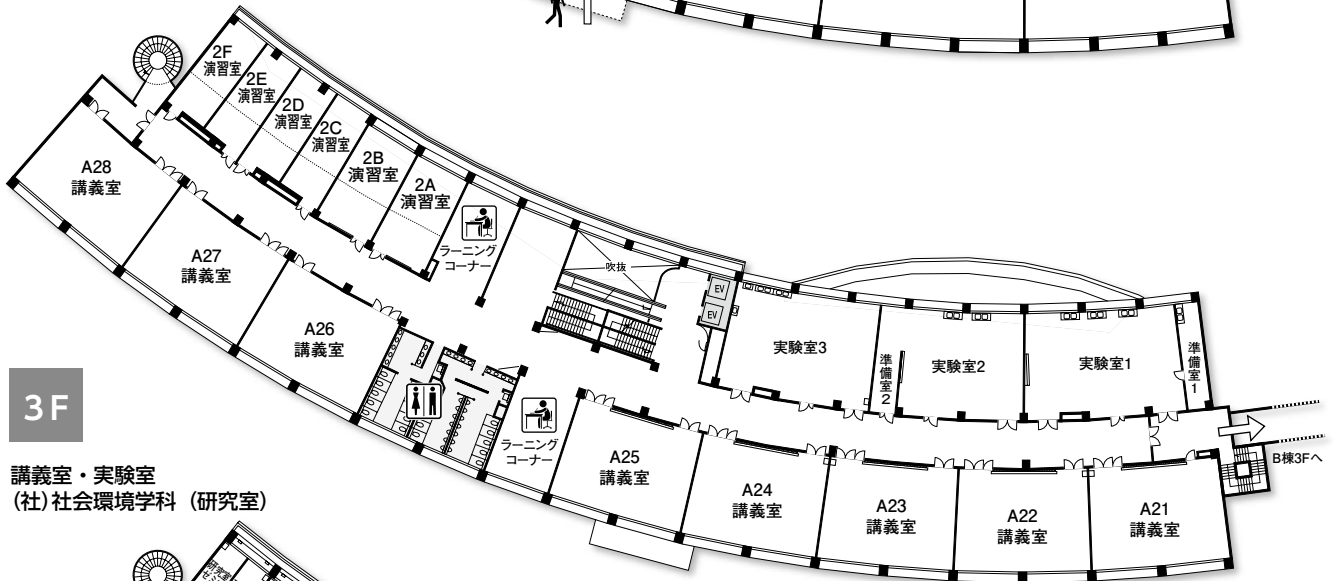 2F
演習室
2E
演習室
2D
演習室
2C
演習室
2B
演習室
2A
演習室
ラーニング
コーナー
吹抜
EV
EV
A28
講義室
A27
講義室
A26
講義室
実験室3
準備室2
実験室2
実験室1
準備室1
3F
講義室・実験室
(社)社会環境学科（研究室）
ラーニング
コーナー
A25
講義室
A24
講義室
A23
講義室
A22
講義室
A21
講義室
B棟3Fへ